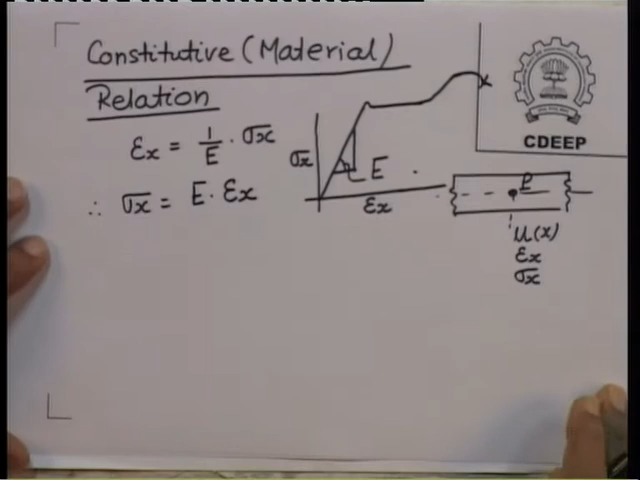 Constitutive (Material)
Relation
εx = 1/E · σx
∴ σx = E · εx
σx
E
εx
CDEEP
P
u(x)
εx
σx